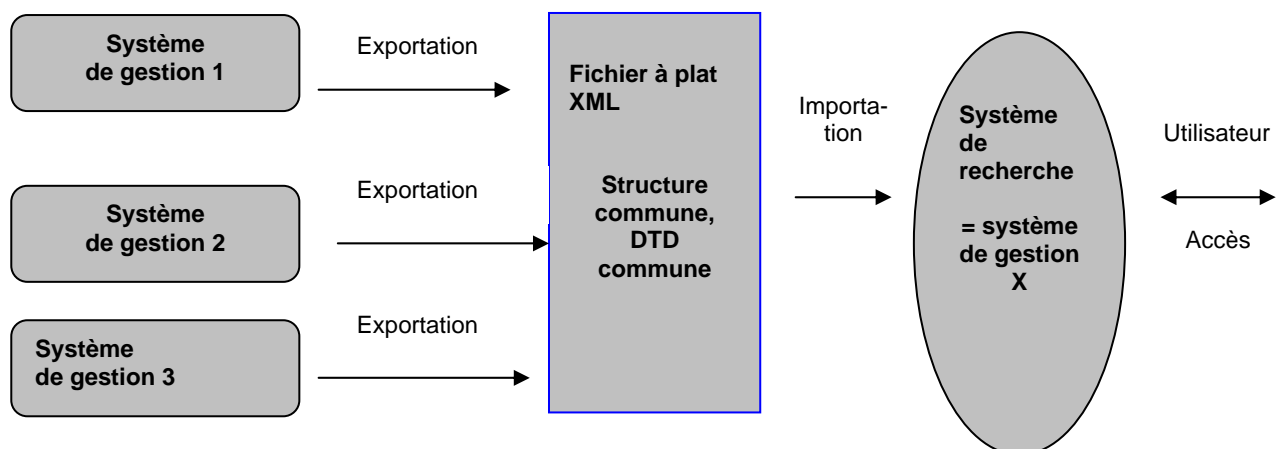 Système
de gestion 1
Exportation
Système
de gestion 2
Exportation
Système
de gestion 3
Exportation
Fichier à plat
XML
Structure
commune,
DTD
commune
Importa-
tion
Système
de
recherche
= système
de gestion
X
Utilisateur
Accès